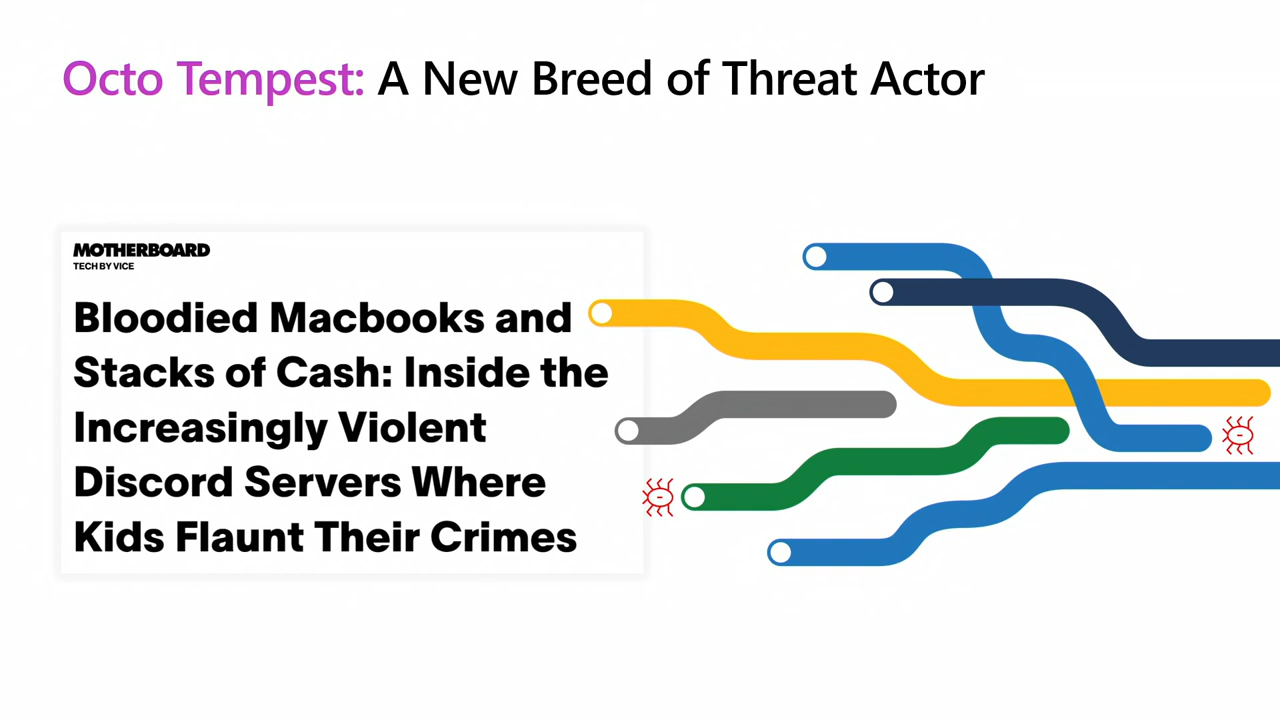 Octo Tempest: A New Breed of Threat Actor
MOTHERBOARD
TECH BY VICE
Bloodied Macbooks and
Stacks of Cash: Inside the
Increasingly Violent
Discord Servers Where
Kids Flaunt Their Crimes